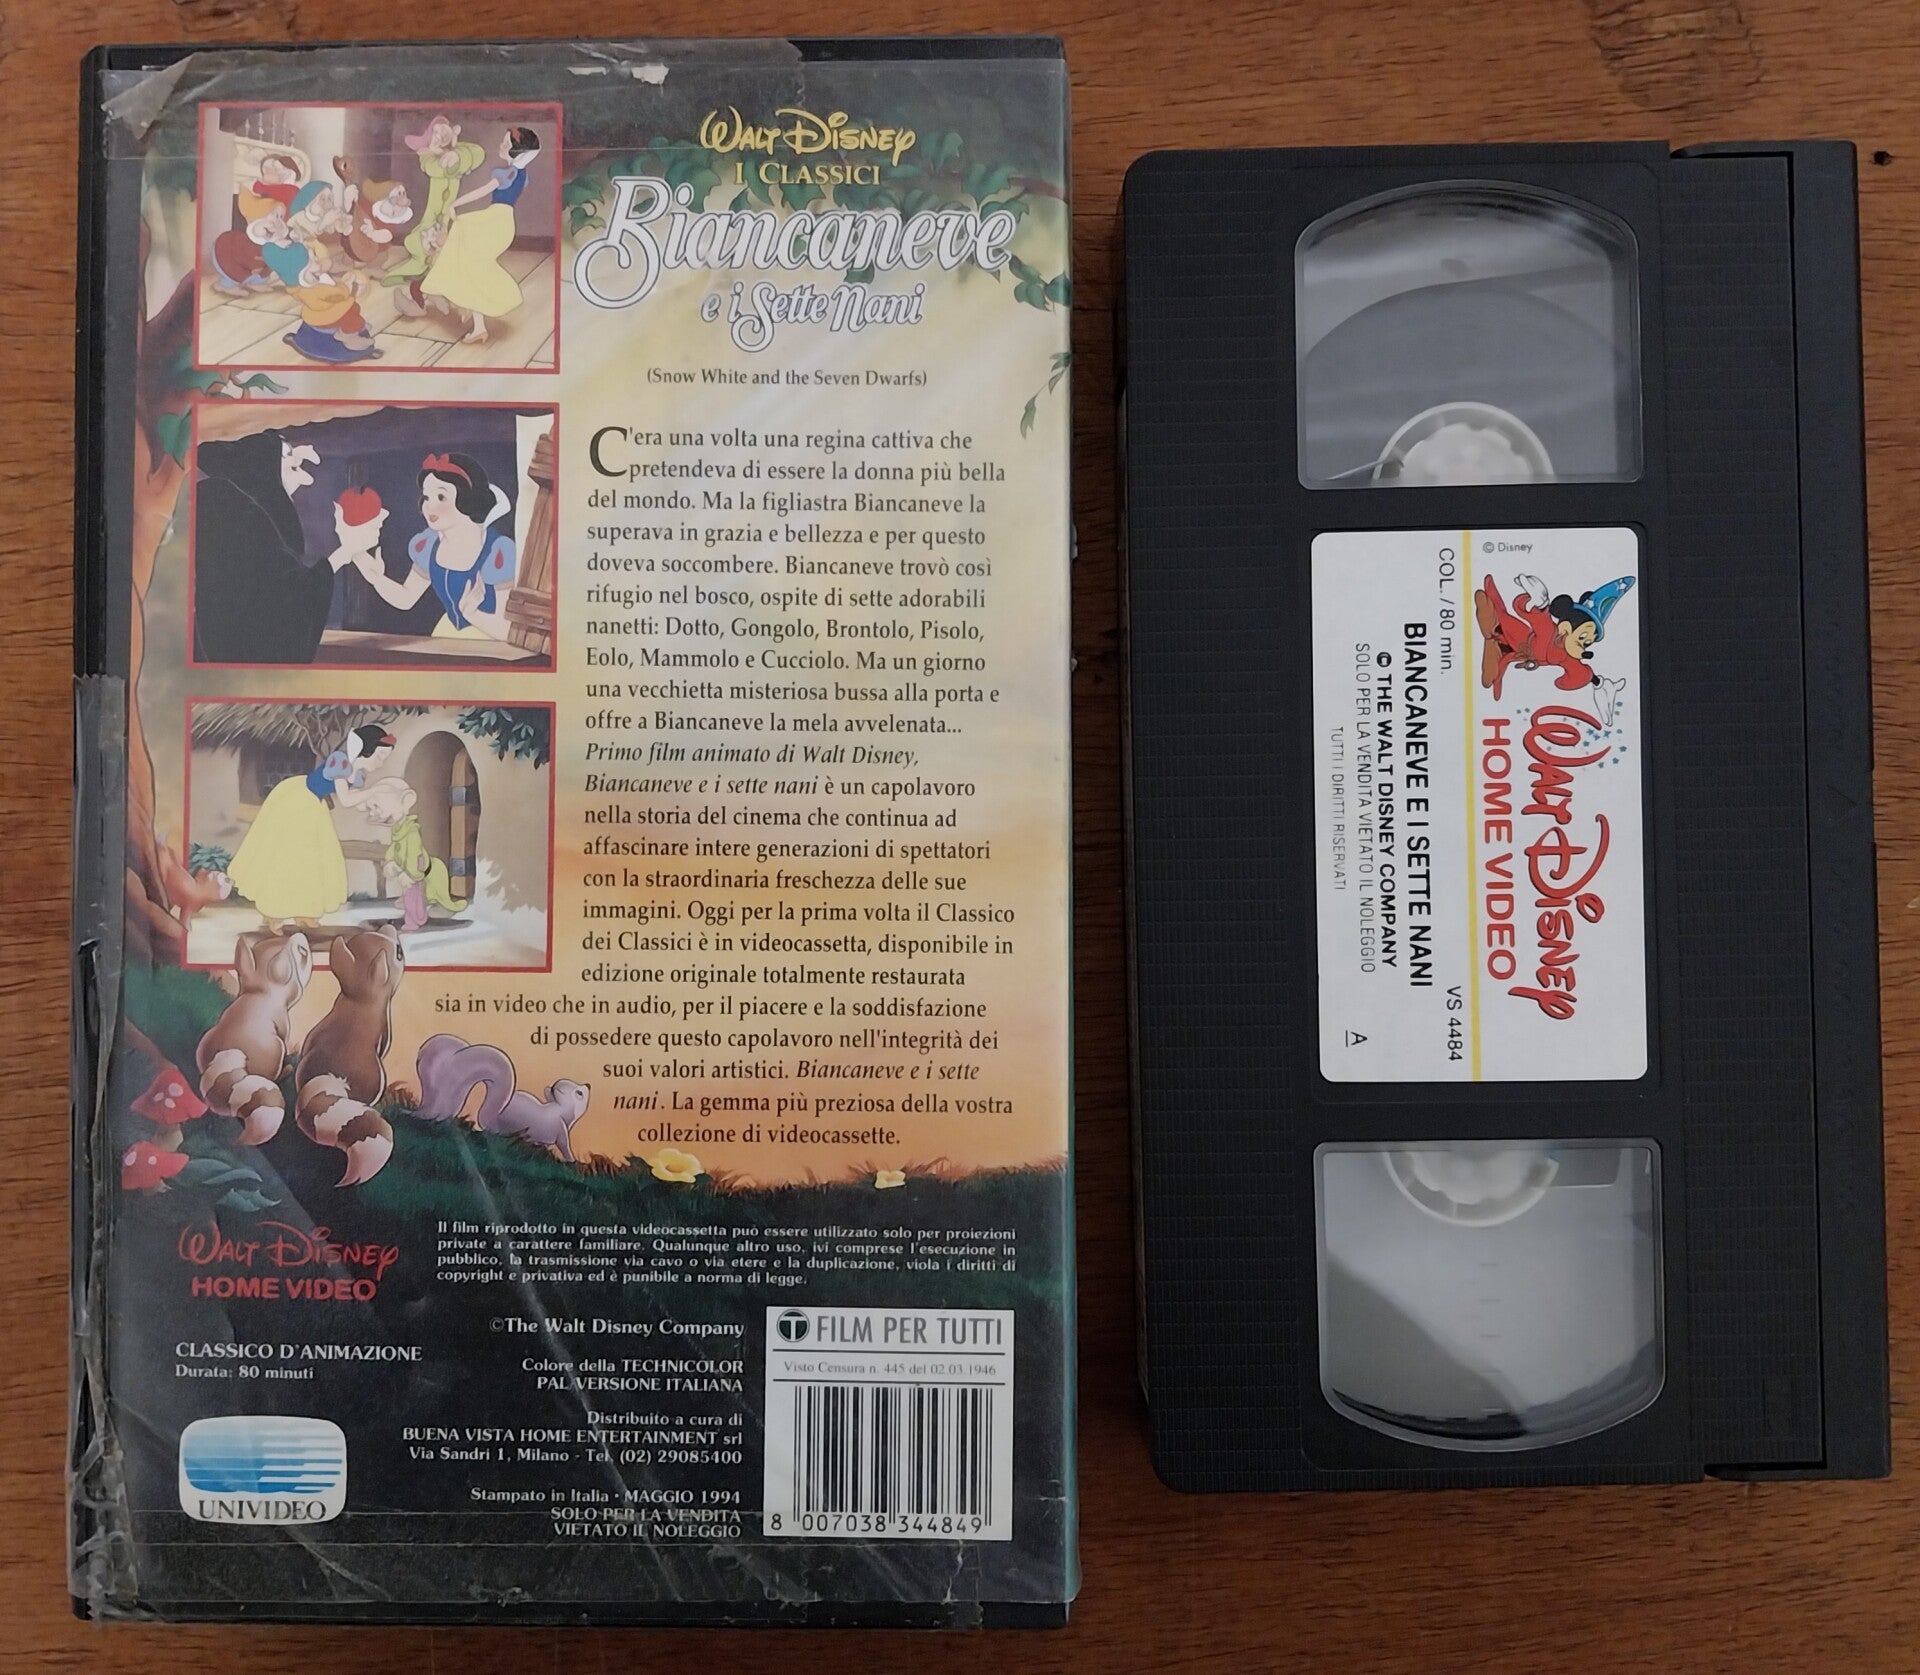 WALT DISNEY
I CLASSICI
Biancaneve
e i Sette Nani
(Snow White and the Seven Dwarfs)
C'era una volta una regina cattiva che
pretendeva di essere la donna più bella
del mondo. Ma la figliastra Biancaneve la
superava in grazia e bellezza e per questo
doveva soccombere. Biancaneve trovò così
rifugio nel bosco, ospite di sette adorabili
nanetti: Dotto, Gongolo, Brontolo, Pisolo,
Eolo, Mammolo e Cucciolo. Ma un giorno
una vecchietta misteriosa bussa alla porta e
offre a Biancaneve la mela avvelenata...
Primo film animato di Walt Disney,
Biancaneve e i sette nani è un capolavoro
nella storia del cinema che continua ad
affascinare intere generazioni di spettatori
con la straordinaria freschezza delle sue
immagini. Oggi per la prima volta il Classico
dei Classici è in videocassetta, disponibile in
edizione originale totalmente restaurata
sia in video che in audio, per il piacere e la soddisfazione
di possedere questo capolavoro nell'integrità dei
suoi valori artistici. Biancaneve e i sette
nani. La gemma più preziosa della vostra
collezione di videocassette.
WALT DISNEY
HOME VIDEO
Il film riprodotto in questa videocassetta può essere utilizzato solo per proiezioni
private a carattere familiare. Qualunque altro uso, ivi comprese l'esecuzione in
pubblico, la trasmissione via cavo o via etere e la duplicazione, viola i diritti di
copyright e privativa ed è punibile a norma di legge.
CLASSICO D'ANIMAZIONE
Durata: 80 minuti
UNIVIDEO
©The Walt Disney Company
Colore della TECHNICOLOR
PAL VERSIONE ITALIANA
Distribuito a cura di
BUENA VISTA HOME ENTERTAINMENT srl
Via Sandri 1, Milano - Tel. (02) 29085400
Stampato in Italia • MAGGIO 1994
SOLO PER LA VENDITA
VIETATO IL NOLEGGIO
T FILM PER TUTTI
Visto Censura n. 445 del 02.03.1946
8 007038 344849
© Disney
WALT DISNEY
HOME VIDEO
COL. / 80 min. VS 4484
BIANCANEVE E I SETTE NANI
© THE WALT DISNEY COMPANY
SOLO PER LA VENDITA VIETATO IL NOLEGGIO A
TUTTI I DIRITTI RISERVATI